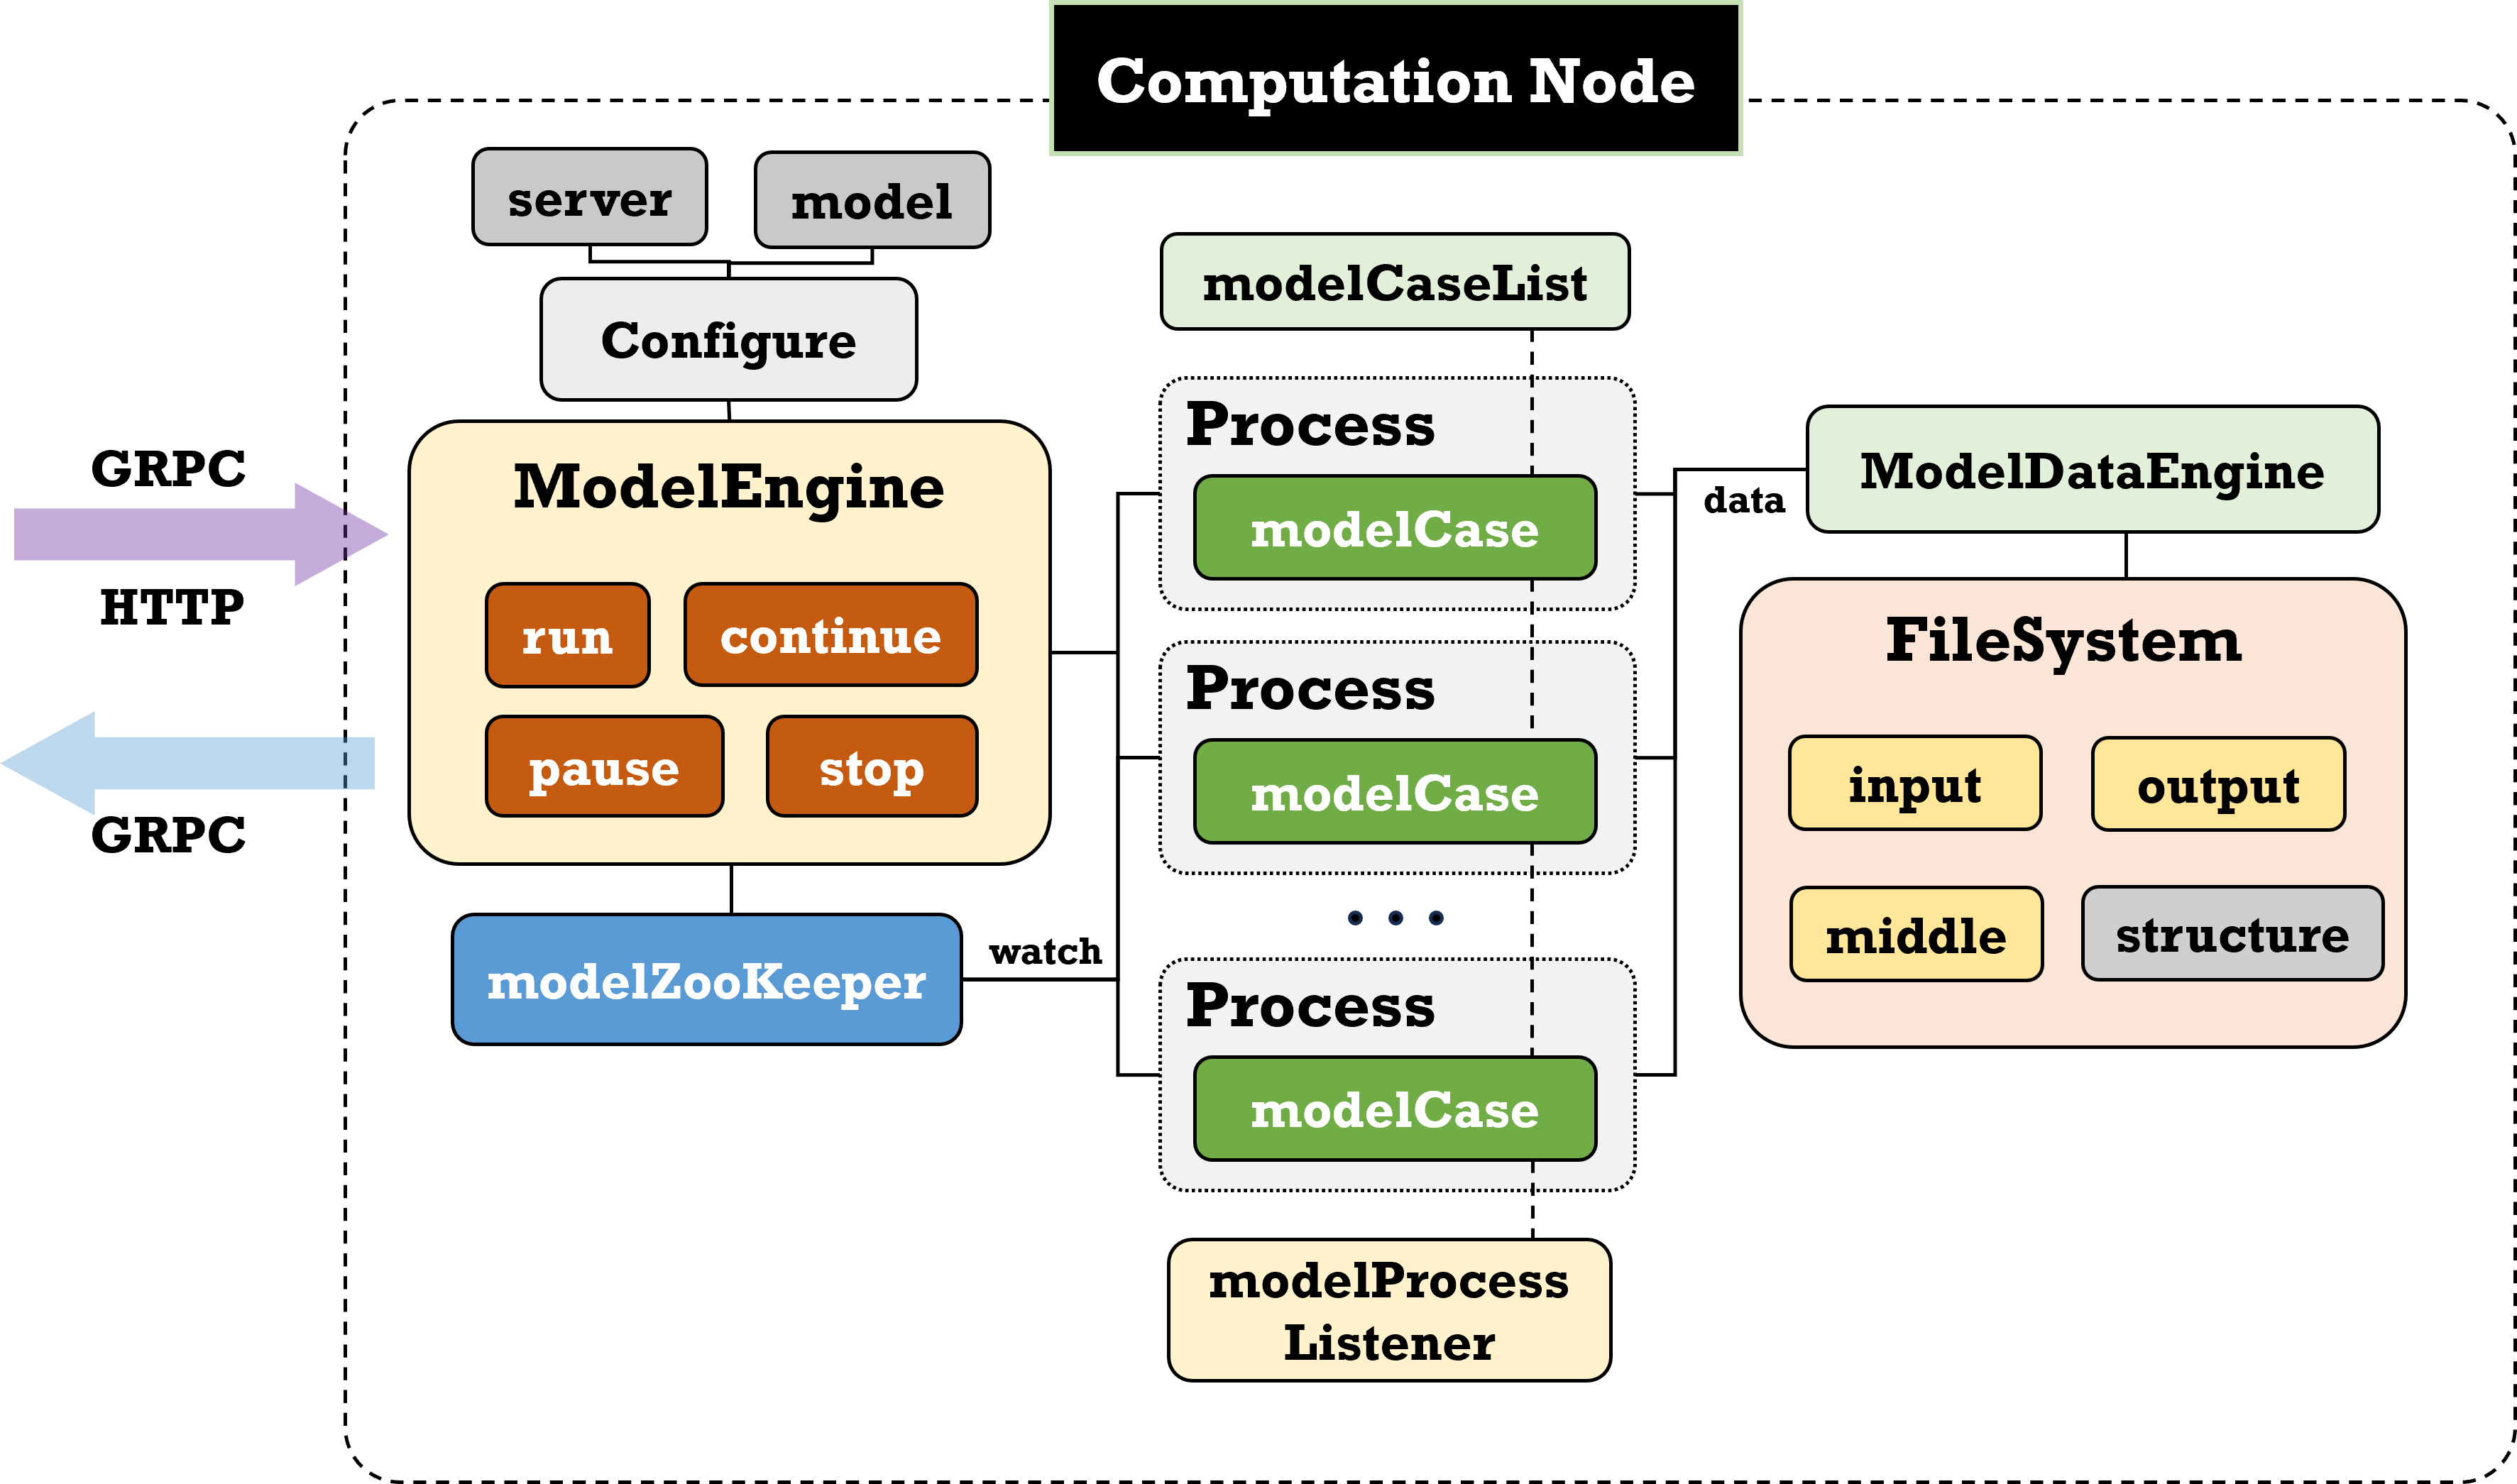 Computation Node
server
model
Configure
GRPC
HTTP
GRPC
ModelEngine
run
continue
pause
stop
modelZooKeeper
watch
modelCaseList
Process
modelCase
Process
modelCase
Process
modelCase
modelProcess
Listener
data
ModelDataEngine
FileSystem
input
output
middle
structure